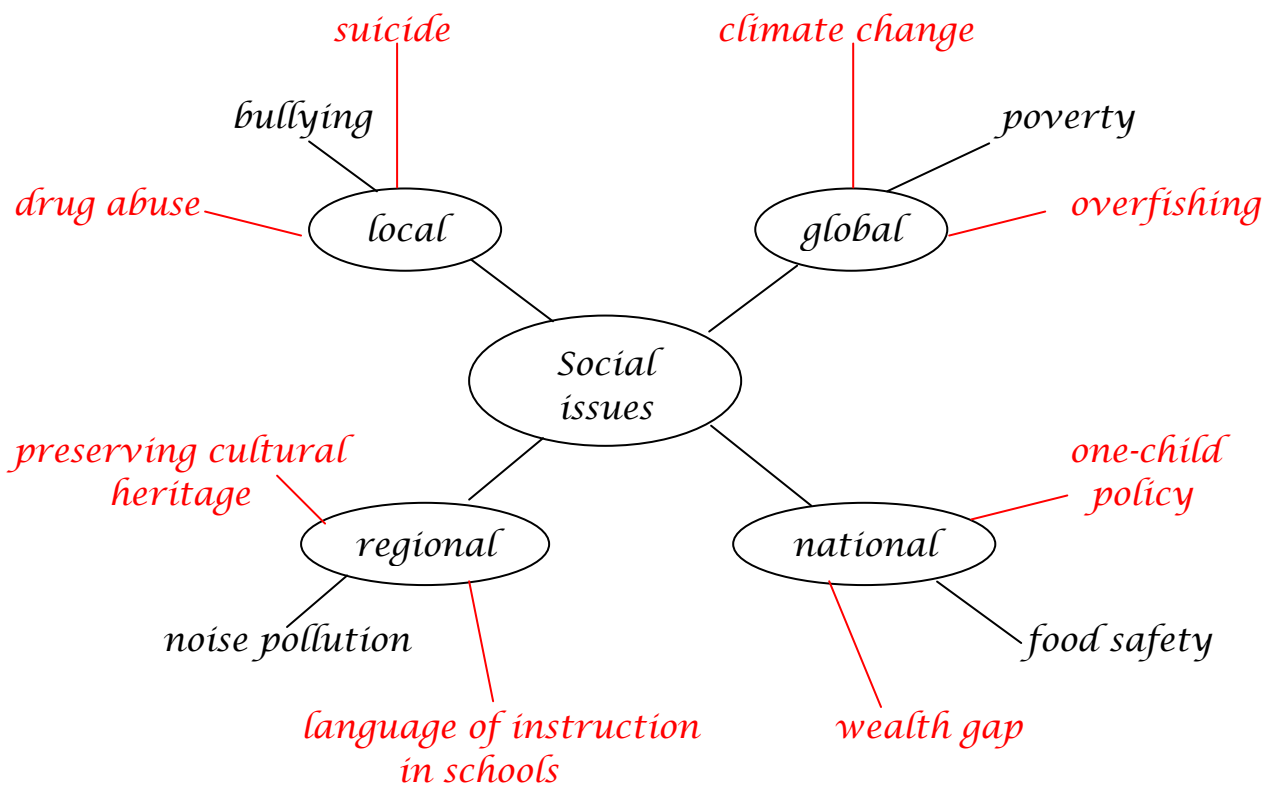 suicide
climate change
bullying
poverty
drug abuse
overfishing
local
global
Social
issues
preserving cultural
heritage
one-child
policy
regional
national
noise pollution
food safety
language of instruction
in schools
wealth gap